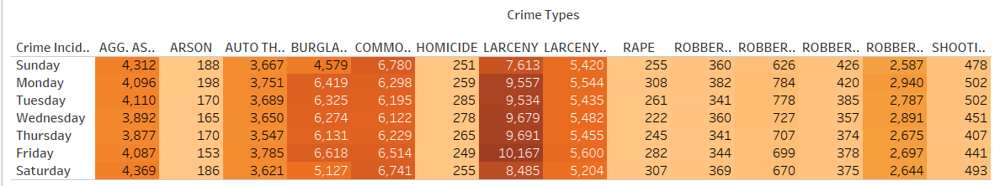 Crime Types
Crime Incid.. AGG. AS.. ARSON AUTO TH.. BURGLA.. COMMO.. HOMICIDE LARCENY LARCENY.. RAPE ROBBER.. ROBBER.. ROBBER.. ROBBER.. SHOOTI..
Sunday 4,312 188 3,667 4,579 6,780 251 7,613 5,420 255 360 626 426 2,587 478
Monday 4,096 198 3,751 6,419 6,298 259 9,557 5,544 308 382 784 420 2,940 502
Tuesday 4,110 170 3,689 6,325 6,195 285 9,534 5,435 261 341 778 385 2,787 502
Wednesday 3,892 165 3,650 6,274 6,122 278 9,679 5,482 222 360 727 357 2,891 451
Thursday 3,877 170 3,547 6,131 6,229 265 9,691 5,455 245 341 707 374 2,675 407
Friday 4,087 153 3,785 6,618 6,514 249 10,167 5,600 282 344 699 378 2,697 441
Saturday 4,369 186 3,621 5,127 6,741 255 8,485 5,204 307 369 670 375 2,644 493